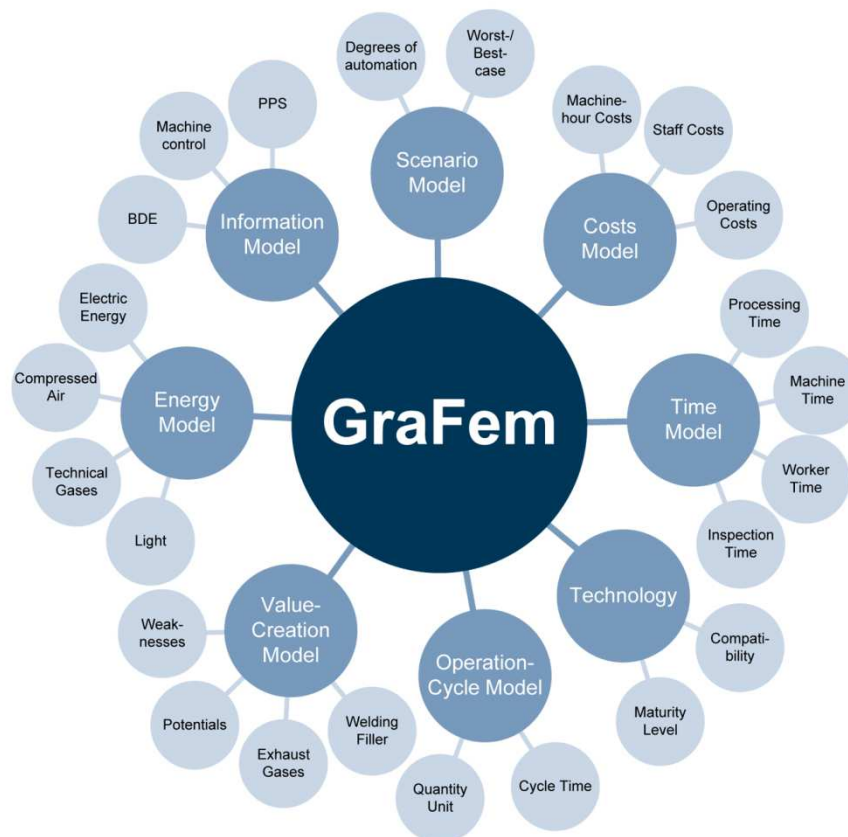 Degrees of
automation
Worst-/
Best-
case
Scenario
Model
Machine-
hour Costs
Staff Costs
Operating
Costs
Costs
Model
Processing
Time
Machine
Time
Worker
Time
Inspection
Time
Time
Model
Technology
Compati-
bility
Maturity
Level
Operation-
Cycle Model
Cycle Time
Quantity
Unit
Value-
Creation
Model
Welding
Filler
Exhaust
Gases
Potentials
Weak-
nesses
Energy
Model
Light
Technical
Gases
Compressed
Air
Electric
Energy
Information
Model
BDE
Machine
control
PPS
GraFem